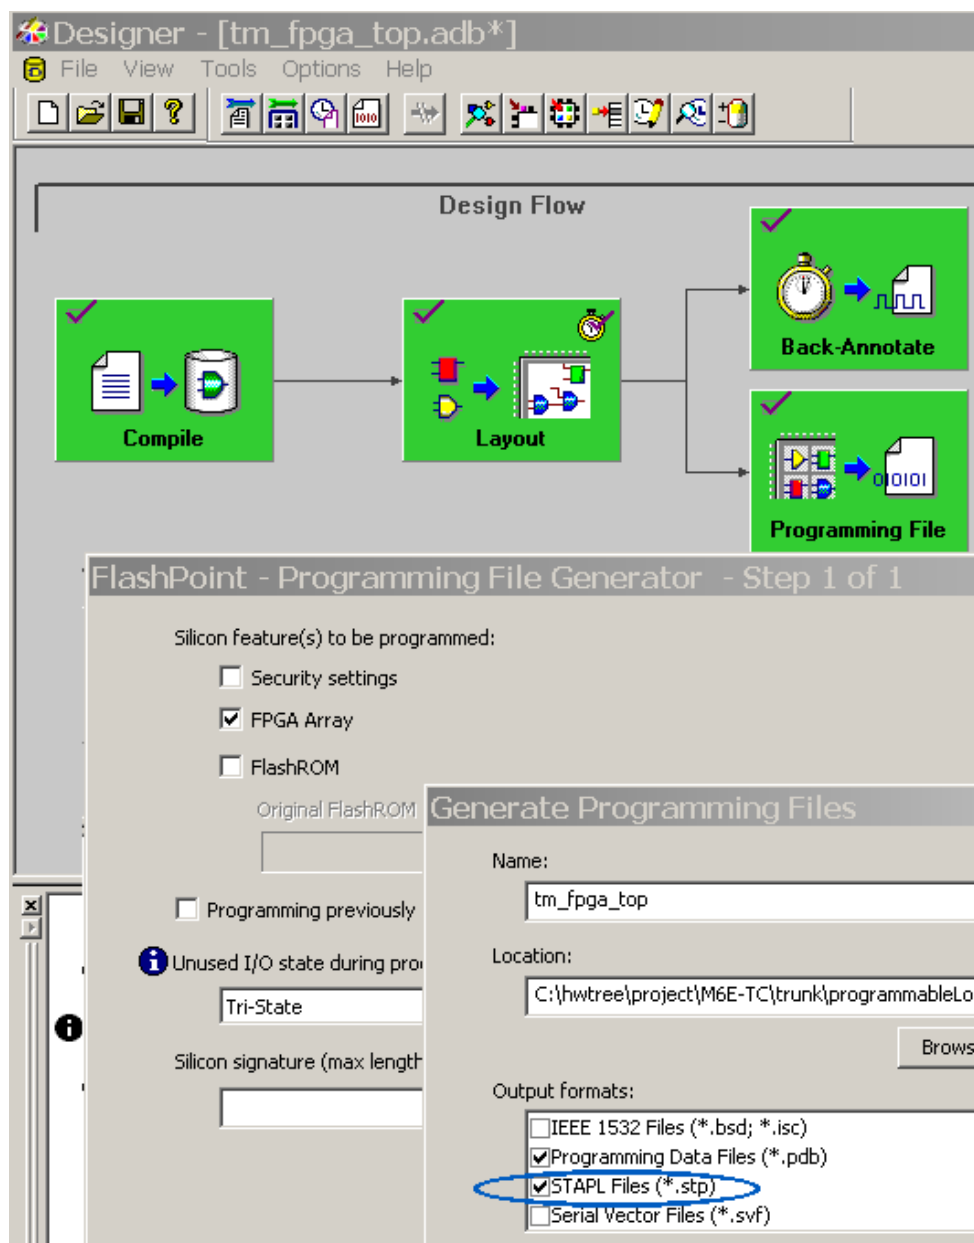 Designer - [tm_fpga_top.adb*]
File View Tools Options Help
Design Flow
Back-Annotate
Compile
Layout
010101
Programming File
FlashPoint - Programming File Generator - Step 1 of 1
Silicon feature(s) to be programmed:
Security settings
FPGA Array
FlashROM
Original FlashROM
Generate Programming Files
Name:
tm_fpga_top
Programming previously
Location:
Unused I/O state during pro
C:\hwtree\project\M6E-TC\trunk\programmableLo
Tri-State
Brows
Silicon signature (max length
Output formats:
IEEE 1532 Files (*.bsd; *.isc)
Programming Data Files (*.pdb)
STAPL Files (*.stp)
Serial Vector Files (*.svf)